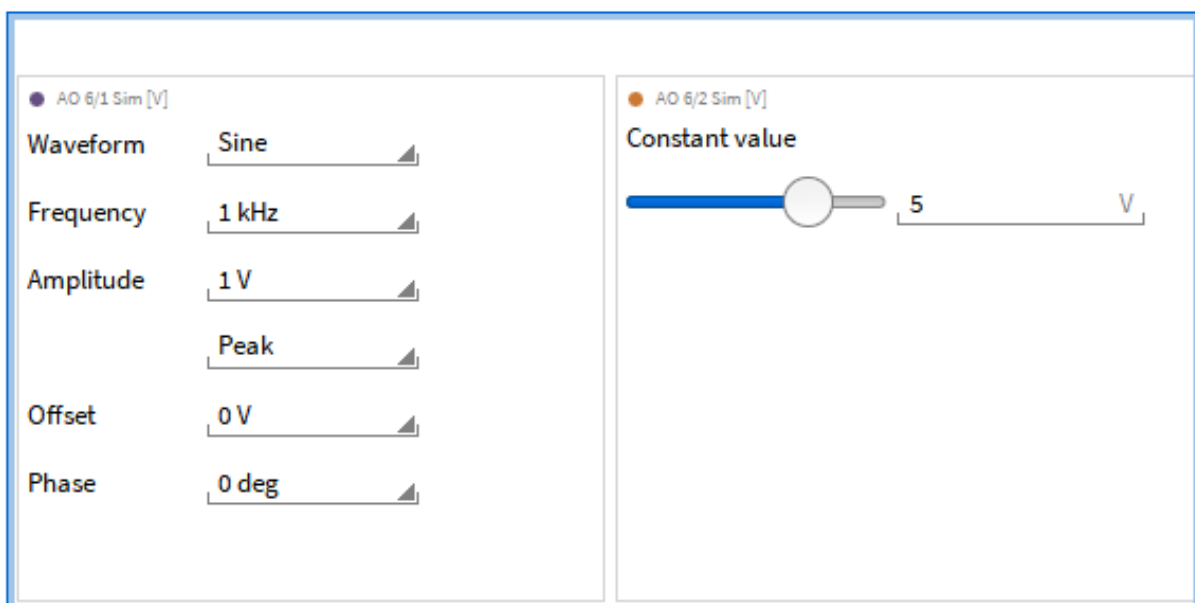 AO 6/1 Sim [V]
Waveform Sine
Frequency 1 kHz
Amplitude 1 V
Peak
Offset 0 V
Phase 0 deg
AO 6/2 Sim [V]
Constant value
5 V